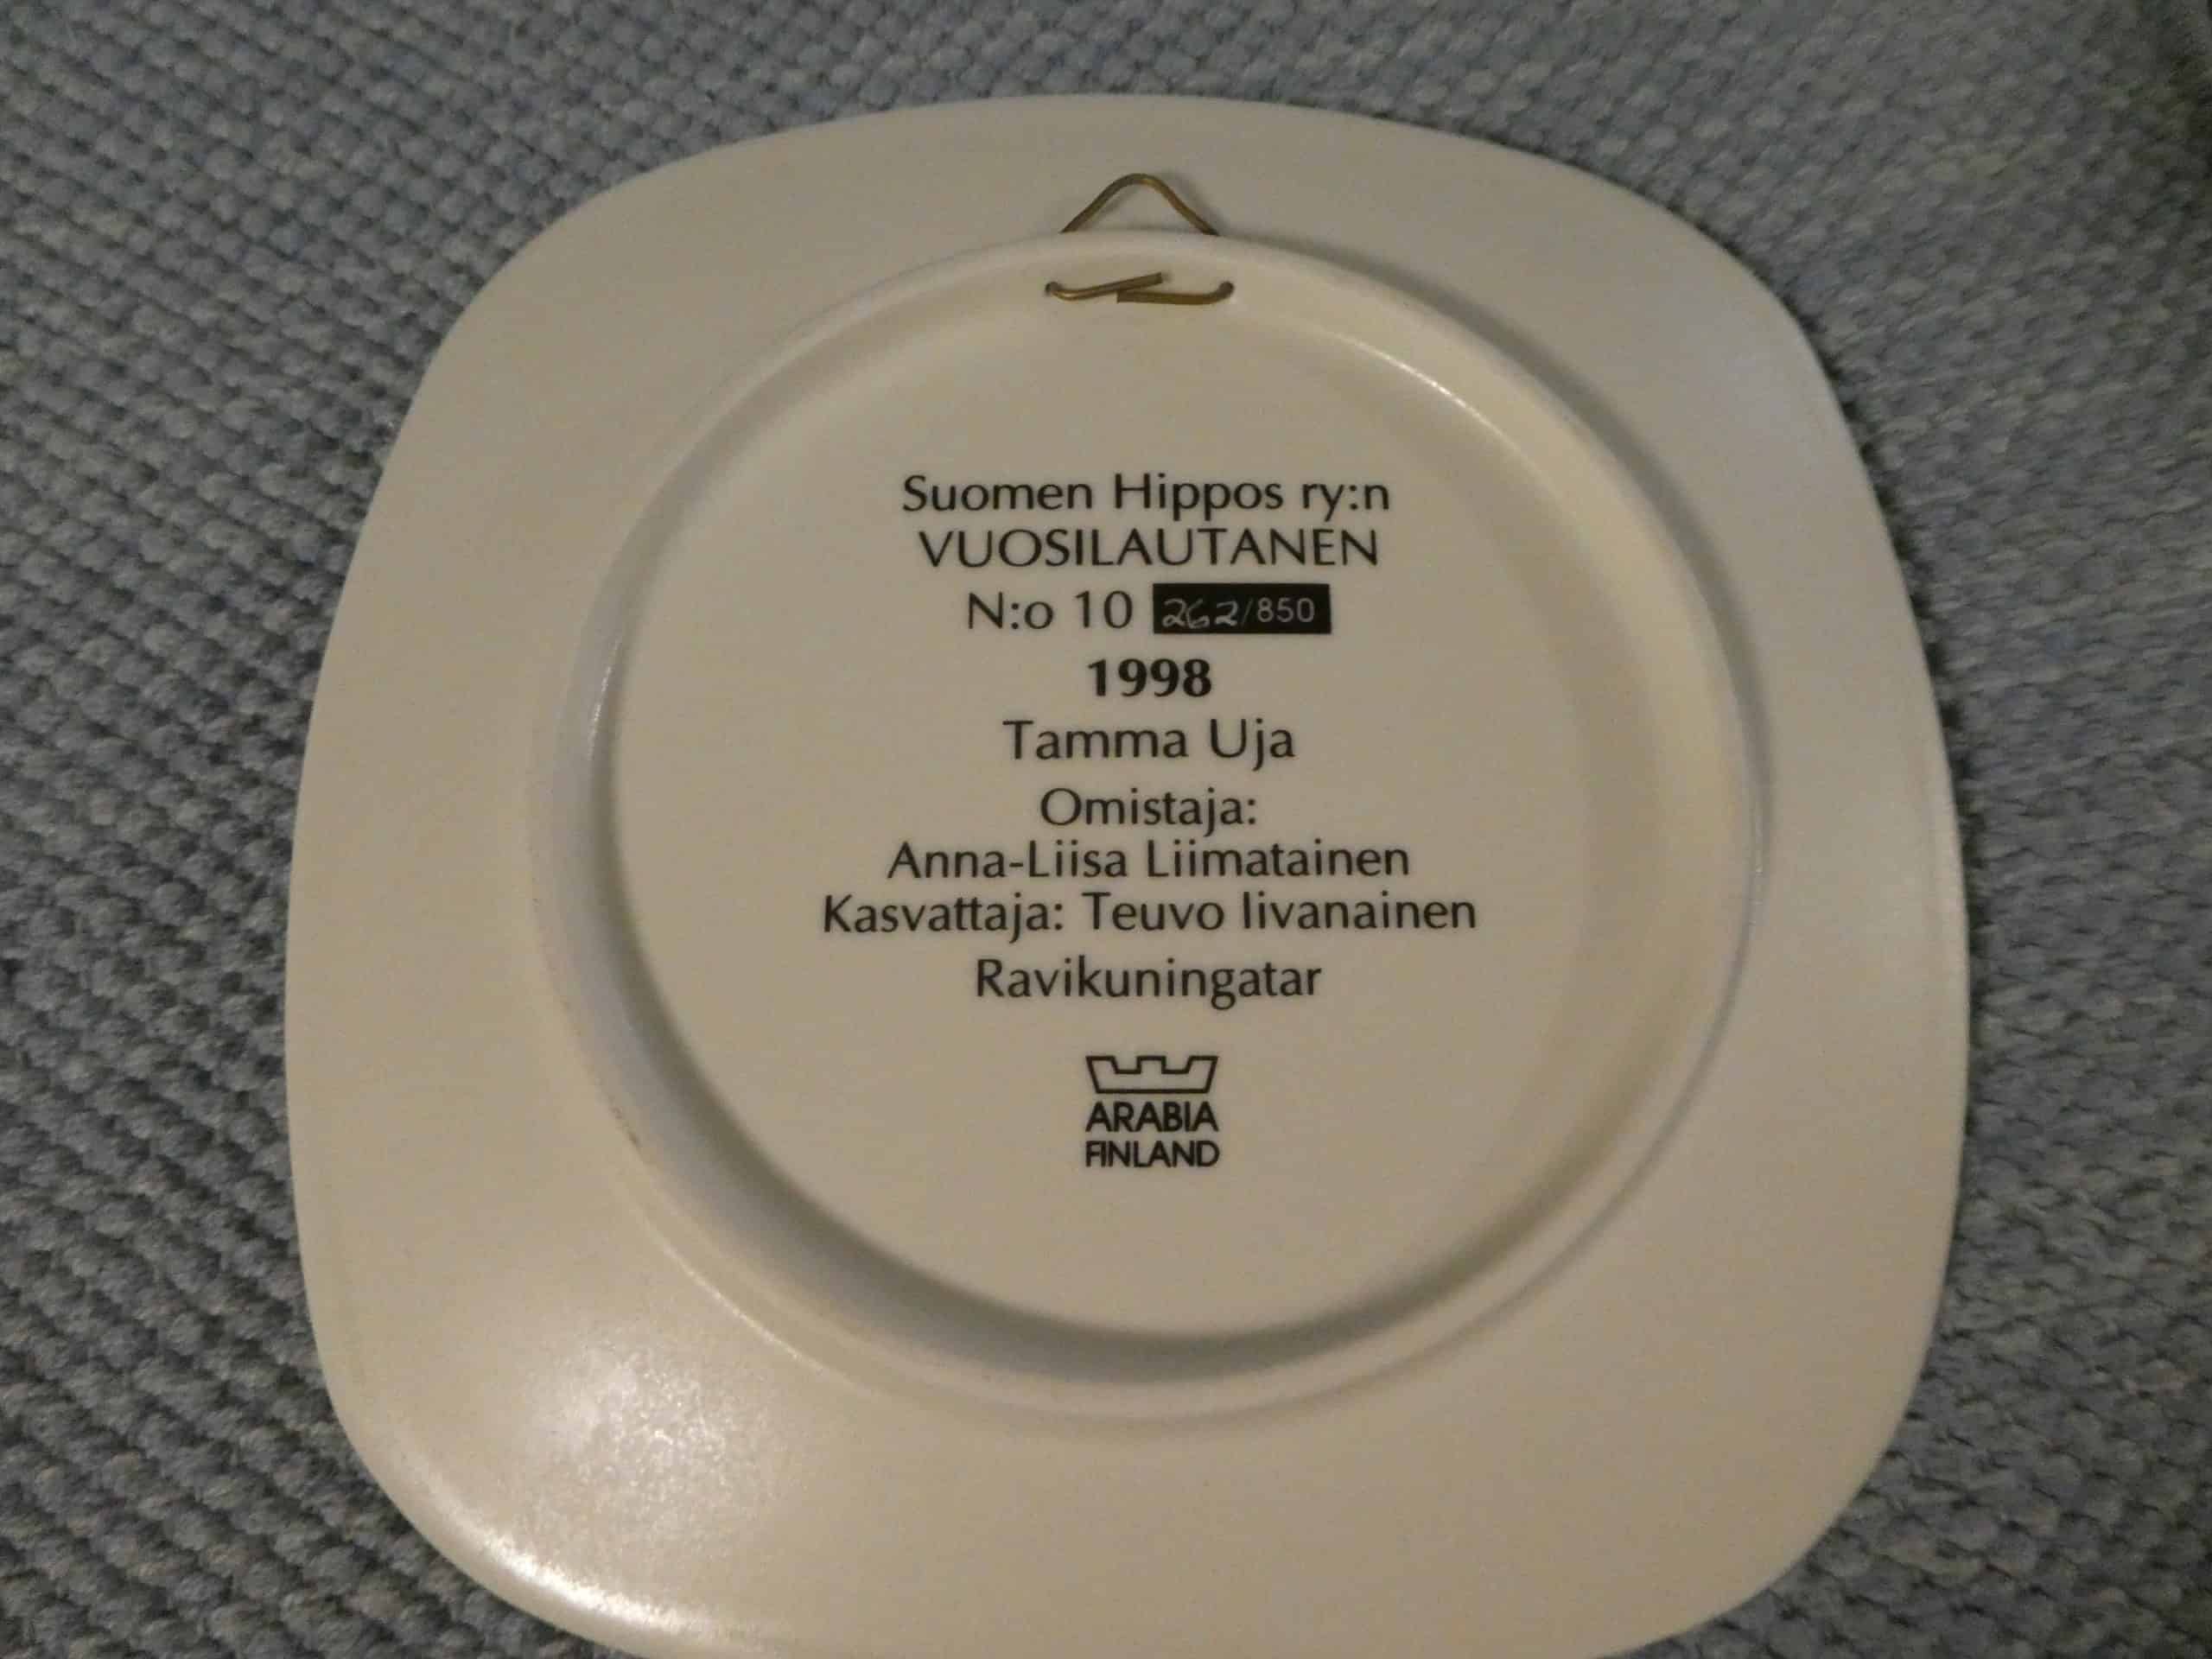 Suomen Hippos ry:n
VUOSILAUTANEN
N:o 10 262/850
1998
Tamma Uja
Omistaja:
Anna-Liisa Liimatainen
Kasvattaja: Teuvo Iivanainen
Ravikuningatar
ARABIA
FINLAND